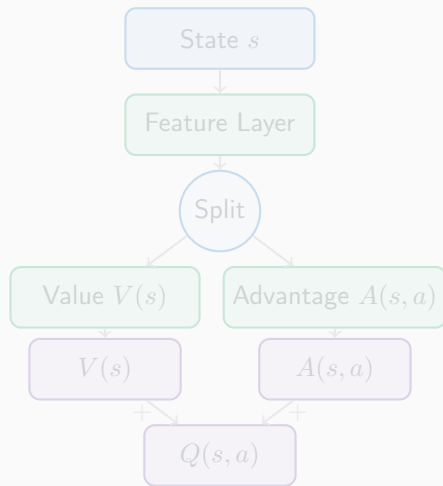 State s
Feature Layer
Split
Value V(s) Advantage A(s, a)
V(s) A(s, a)
+ +
Q(s, a)